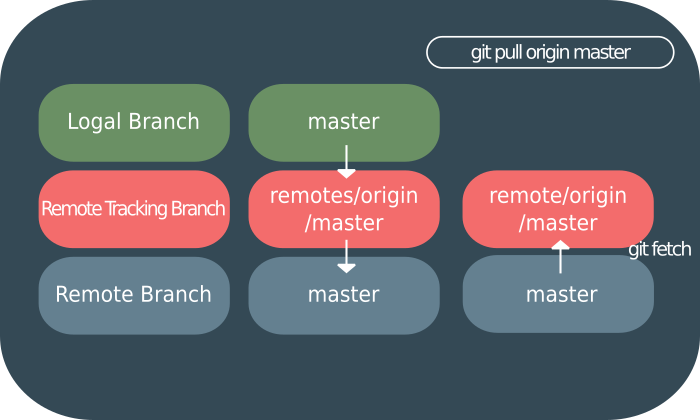 git pull origin master
Logal Branch
master
Remote Tracking Branch
remotes/origin
/master
remote/origin
/master
git fetch
Remote Branch
master
master